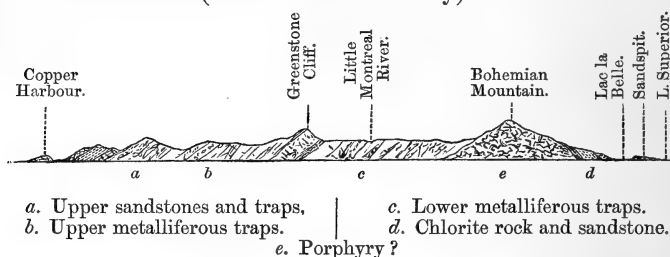 Copper
Harbour.
Greenstone
Cliff.
Little
Montreal
River.
Bohemian
Mountain.
Lac la
Belle.
Sandspit.
L. Superior.
a b c e d
a. Upper sandstones and traps,
b. Upper metalliferous traps.
c. Lower metalliferous traps.
d. Chlorite rock and sandstone.
e. Porphyry ?